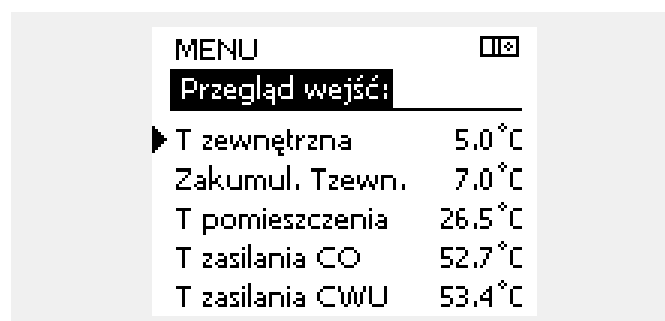 MENU
Przegląd wejść:
T zewnętrzna 5.0°C
Zakumul. Tzewn. 7.0°C
T pomieszczenia 26.5°C
T zasilania CO 52.7°C
T zasilania CWU 53.4°C